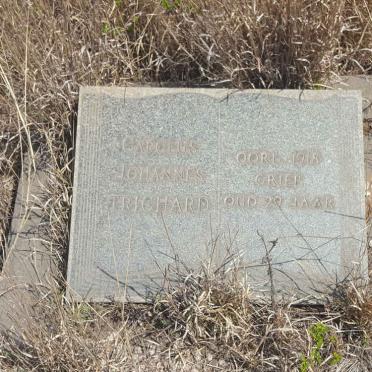 CAROLUS
JOHANNES
TRICHARD
OORL. 1918
GRIEP
OUD 29 JAAR